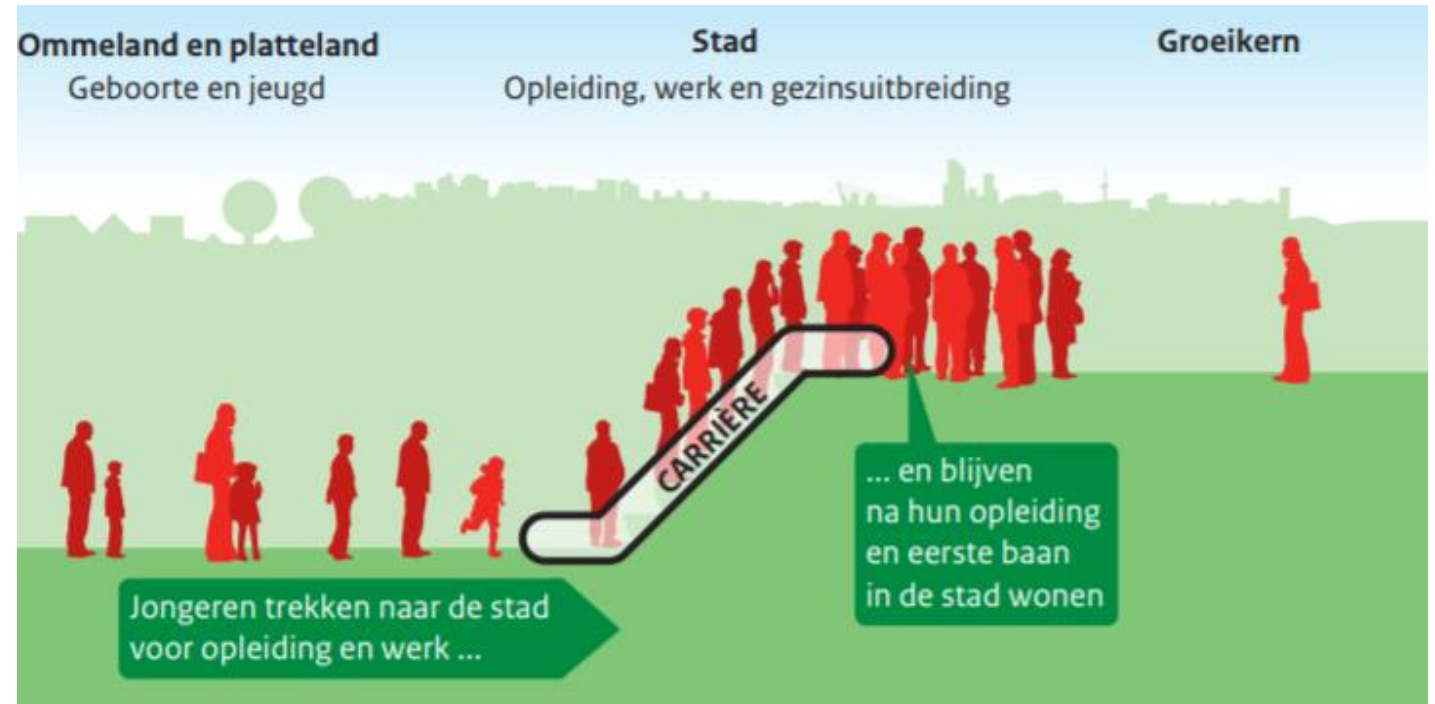 Ommeland en platteland
Geboorte en jeugd
Stad
Opleiding, werk en gezinsuitbreiding
Groeikern
CARRIÈRE
Jongeren trekken naar de stad
voor opleiding en werk ...
... en blijven
na hun opleiding
en eerste baan
in de stad wonen